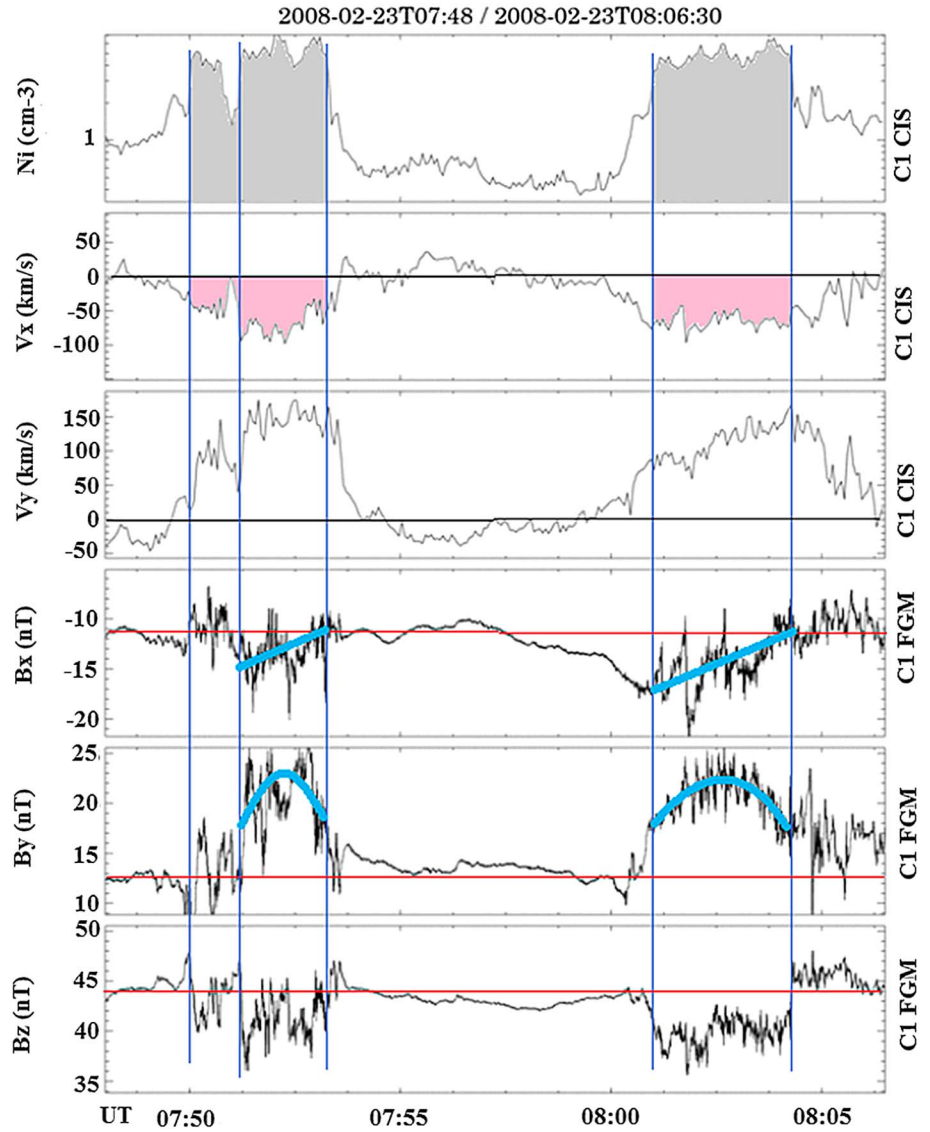 2008-02-23T07:48 / 2008-02-23T08:06:30
Ni (cm-3)
1
C1 CIS
Vx (km/s)
50
0
-50
-100
C1 CIS
Vy (km/s)
150
100
50
0
-50
C1 CIS
Bx (nT)
-10
-15
-20
C1 FGM
By (nT)
25
20
15
10
C1 FGM
Bz (nT)
50
45
40
35
C1 FGM
UT 07:50 07:55 08:00 08:05